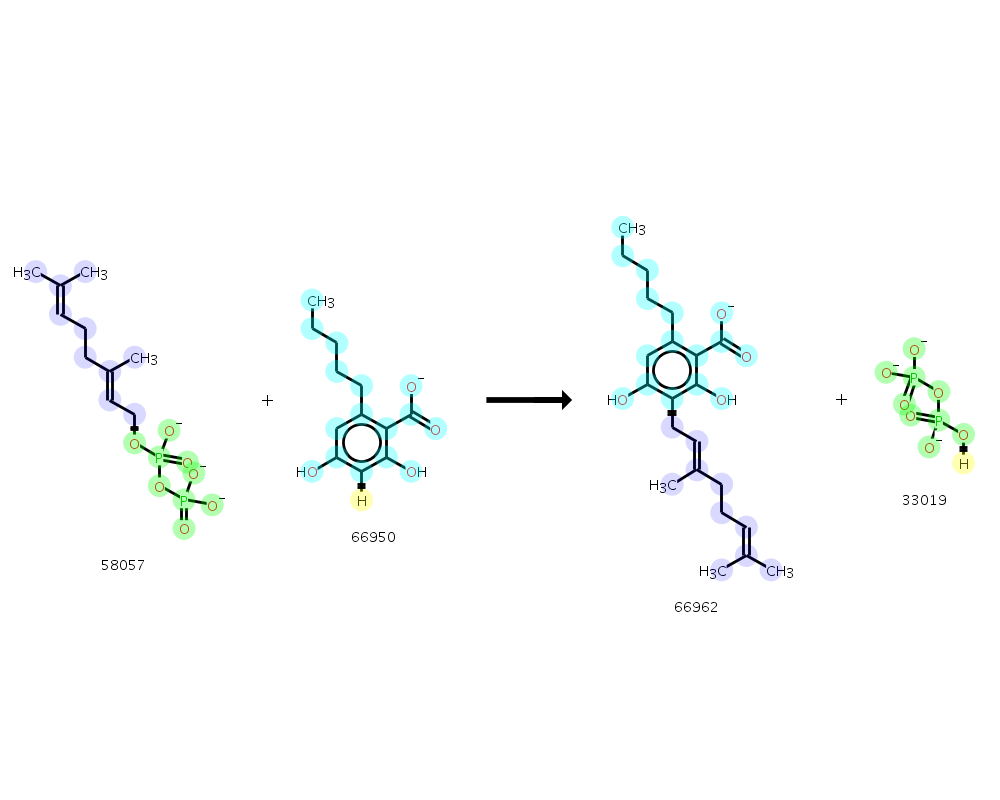 H3C CH3
CH3
O O− P O O− O P O− O
58057
+
CH3
O−
O
HO OH
H
66950
CH3
O−
O
HO OH
H3C
H3C CH3
66962
+
O−
O− P O
O O P O
O−
H
33019